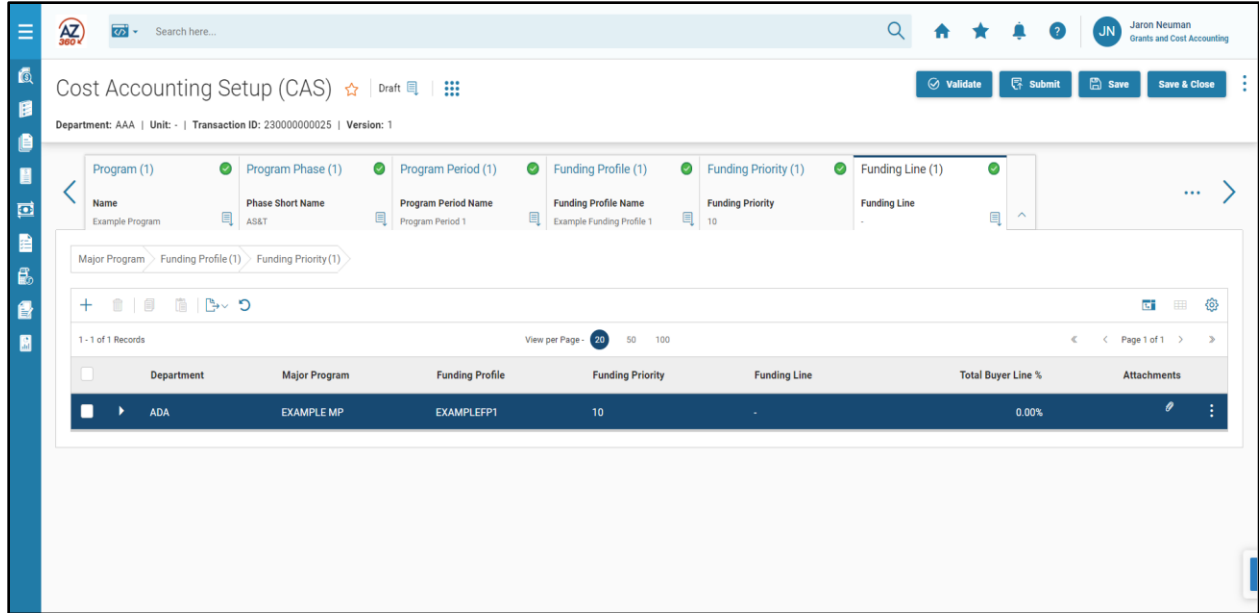 AZ 360 Search here... ? JN Jaron Neuman
Grants and Cost Accounting
Cost Accounting Setup (CAS) Draft Validate Submit Save Save & Close
Department: AAA | Unit: - | Transaction ID: 230000000025 | Version: 1
Program (1) Program Phase (1) Program Period (1) Funding Profile (1) Funding Priority (1) Funding Line (1)
Name Phase Short Name Program Period Name Funding Profile Name Funding Priority Funding Line
Example Program AS&T Program Period 1 Example Funding Profile 1 10 -
Major Program Funding Profile (1) Funding Priority (1)
1 - 1 of 1 Records View per Page - 20 50 100 Page 1 of 1
Department Major Program Funding Profile Funding Priority Funding Line Total Buyer Line % Attachments
ADA EXAMPLE MP EXAMPLEFP1 10 - 0.00%